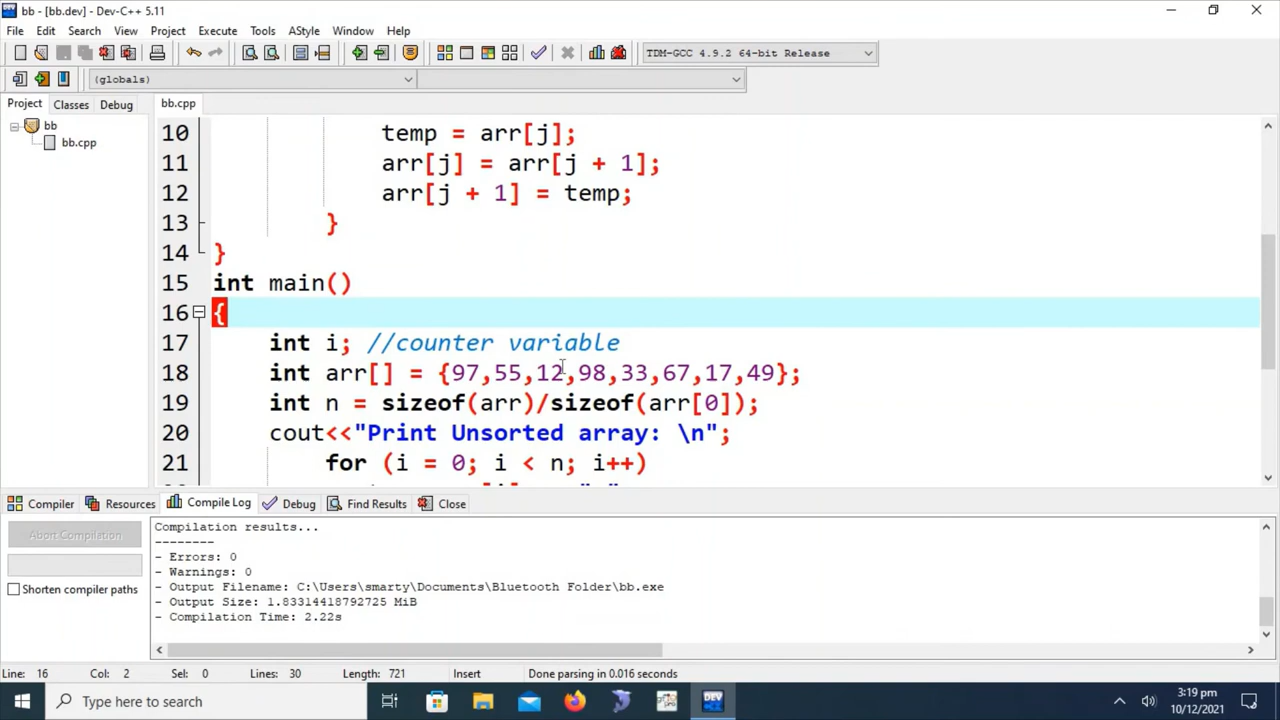 bb - [bb.dev] - Dev-C++ 5.11
File Edit Search View Project Execute Tools AStyle Window Help
TDM-GCC 4.9.2 64-bit Release
(globals)
Project Classes Debug
bb.cpp
bb
bb.cpp
10 temp = arr[j];
11 arr[j] = arr[j + 1];
12 arr[j + 1] = temp;
13 }
14 }
15 int main()
16 {
17 int i; //counter variable
18 int arr[] = {97,55,12,98,33,67,17,49};
19 int n = sizeof(arr)/sizeof(arr[0]);
20 cout<<"Print Unsorted array: \n";
21 for (i = 0; i < n; i++)
Compiler Resources Compile Log Debug Find Results Close
Abort Compilation
Shorten compiler paths
Compilation results...
--------
- Errors: 0
- Warnings: 0
- Output Filename: C:\Users\smarty\Documents\Bluetooth Folder\bb.exe
- Output Size: 1.83314418792725 MiB
- Compilation Time: 2.22s
Line: 16 Col: 2 Sel: 0 Lines: 30 Length: 721 Insert Done parsing in 0.016 seconds
Type here to search
DEV
3:19 pm
10/12/2021